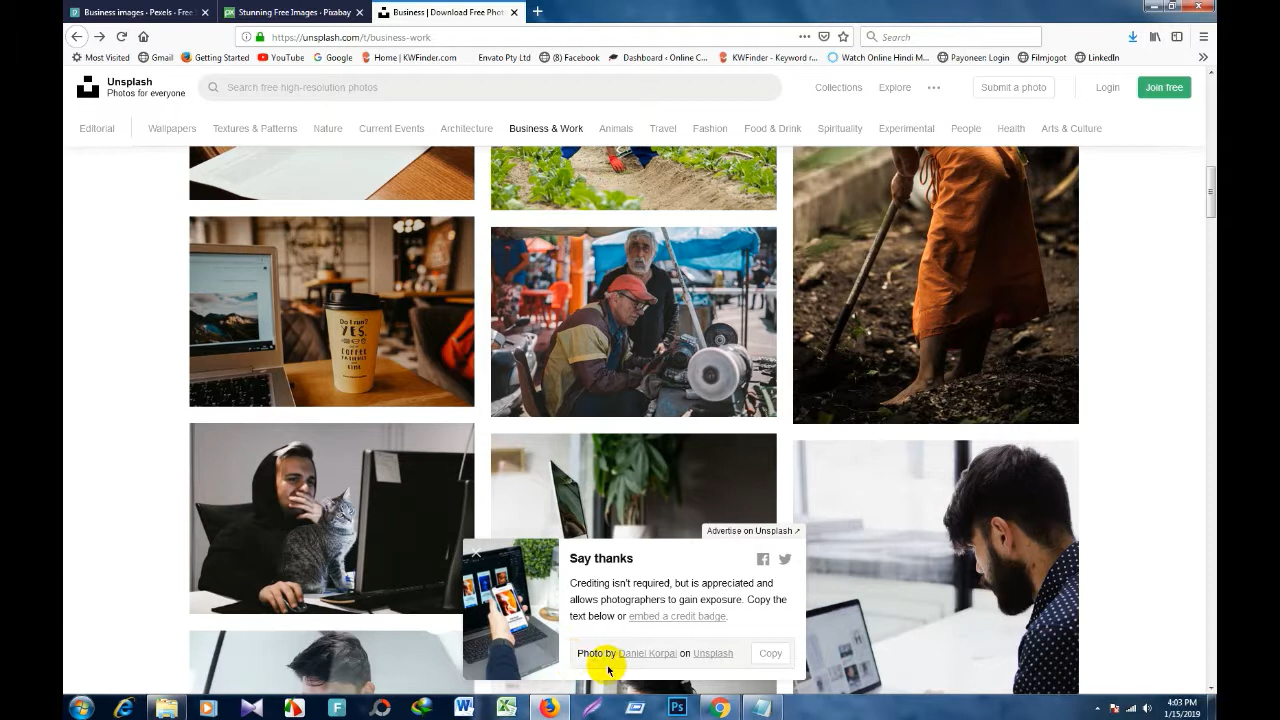 Business images · Pexels · Free
Stunning Free Images · Pixabay
Business | Download Free Phot
https://unsplash.com/t/business-work
Search
Most Visited
Gmail
Getting Started
YouTube
Google
Home | KWFinder.com
Envato Pty Ltd
(8) Facebook
Dashboard ‹ Online C...
KWFinder - Keyword r...
Watch Online Hindi M...
Payoneer Login
Filmjogot
LinkedIn
Unsplash
Photos for everyone
Search free high-resolution photos
Collections
Explore
Submit a photo
Login
Join free
Editorial
Wallpapers
Textures & Patterns
Nature
Current Events
Architecture
Business & Work
Animals
Travel
Fashion
Food & Drink
Spirituality
Experimental
People
Health
Arts & Culture
Do I run?
YES.
COFFEE
PATIENCE
TIME
Advertise on Unsplash
Say thanks
Crediting isn't required, but is appreciated and
allows photographers to gain exposure. Copy the
text below or embed a credit badge.
Photo by Daniel Korpai on Unsplash
Copy
Ps
4:03 PM
1/15/2019